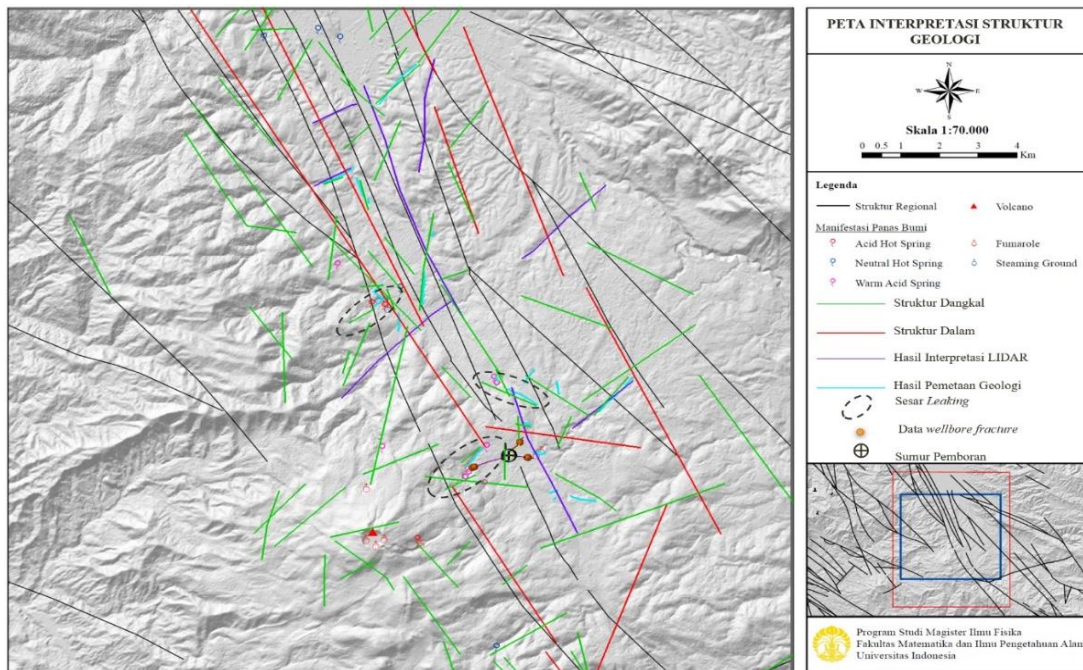 PETA INTERPRETASI STRUKTUR
GEOLOGI
N
W E
S
Skala 1:70.000
0 0.5 1 2 3 4
Km
Legenda
Struktur Regional
Volcano
Manifestasi Panas Bumi
Acid Hot Spring
Fumarole
Neutral Hot Spring
Steaming Ground
Warm Acid Spring
Struktur Dangkal
Struktur Dalam
Hasil Interpretasi LIDAR
Hasil Pemetaan Geologi
Sesar Leaking
Data wellbore fracture
Sumur Pemboran
Program Studi Magister Ilmu Fisika
Fakultas Matematika dan Ilmu Pengetahuan Alam
Universitas Indonesia